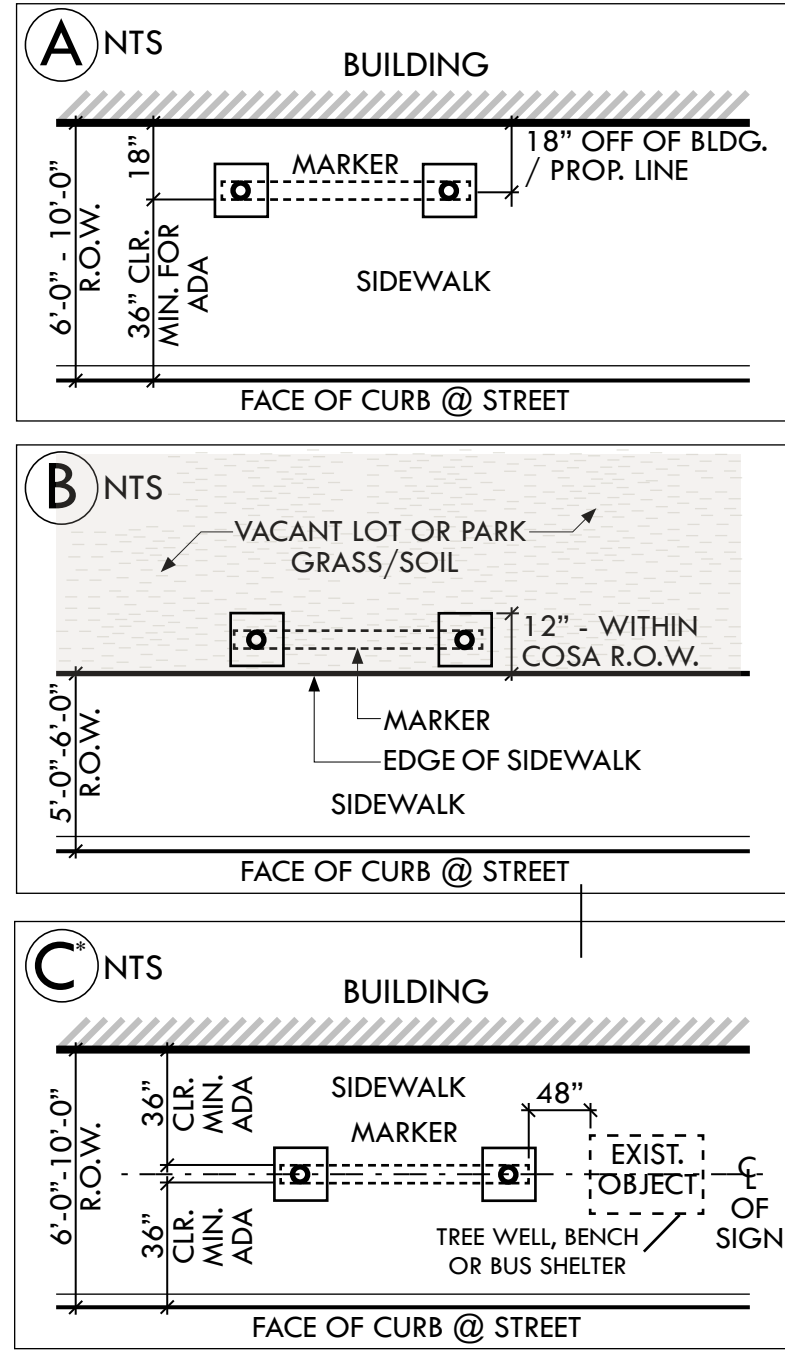 A NTS
BUILDING
18”
MARKER
18” OFF OF BLDG.
/ PROP. LINE
6’-0” - 10’-0”
R.O.W.
36” CLR.
MIN. FOR
ADA
SIDEWALK
FACE OF CURB @ STREET
B NTS
VACANT LOT OR PARK
GRASS/SOIL
12” - WITHIN
COSA R.O.W.
MARKER
EDGE OF SIDEWALK
5’-0”-6’-0”
R.O.W.
SIDEWALK
FACE OF CURB @ STREET
C* NTS
BUILDING
36”
CLR.
MIN.
ADA
SIDEWALK
MARKER
48”
6’-0”-10’-0”
R.O.W.
EXIST.
OBJECT
CL
OF
SIGN
36”
CLR.
MIN.
ADA
TREE WELL, BENCH
OR BUS SHELTER
FACE OF CURB @ STREET